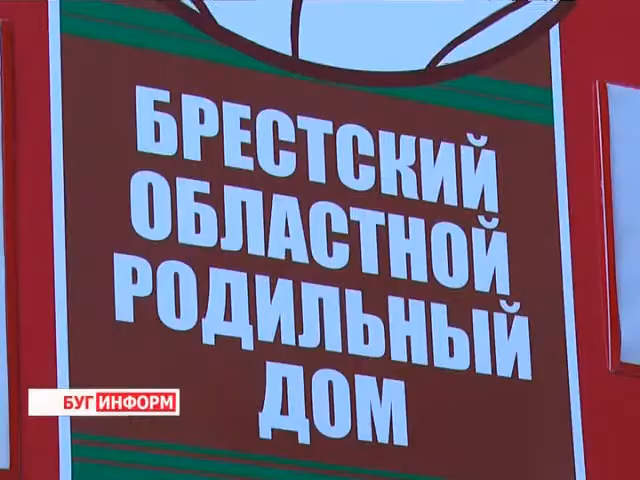 БРЕСТСКИЙ
ОБЛАСТНОЙ
РОДИЛЬНЫЙ
ДОМ
БУГИНФОРМ